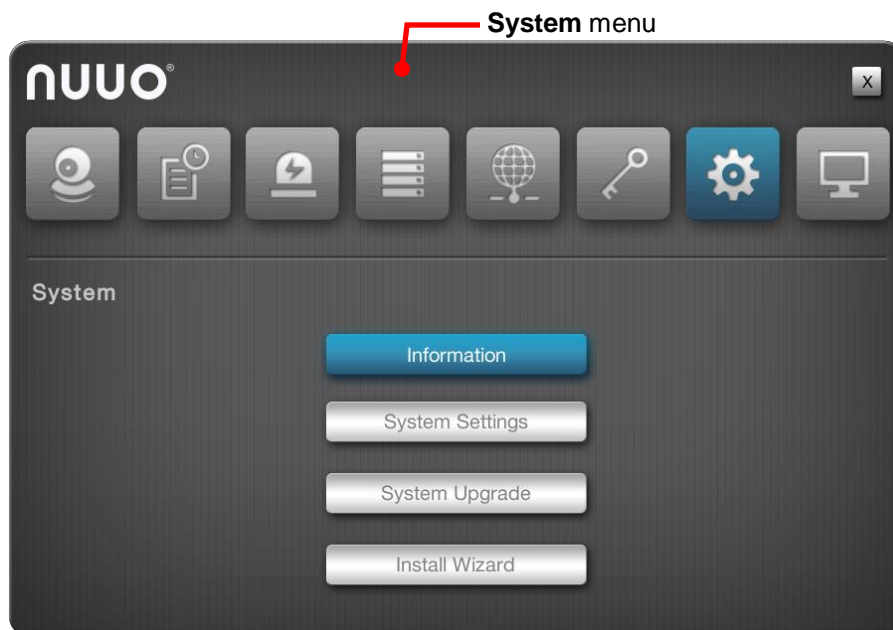 System menu
nuuo®
X
System
Information
System Settings
System Upgrade
Install Wizard